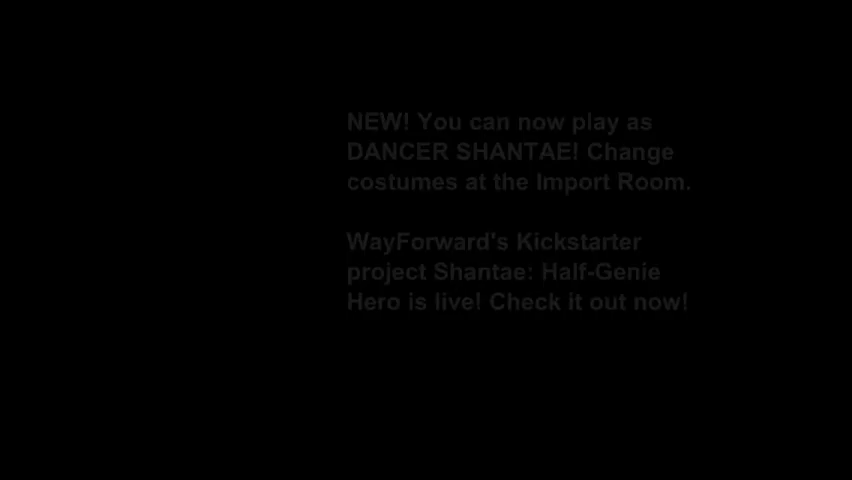 NEW! You can now play as
DANCER SHANTAE! Change
costumes at the Import Room.
WayForward's Kickstarter
project Shantae: Half-Genie
Hero is live! Check it out now!